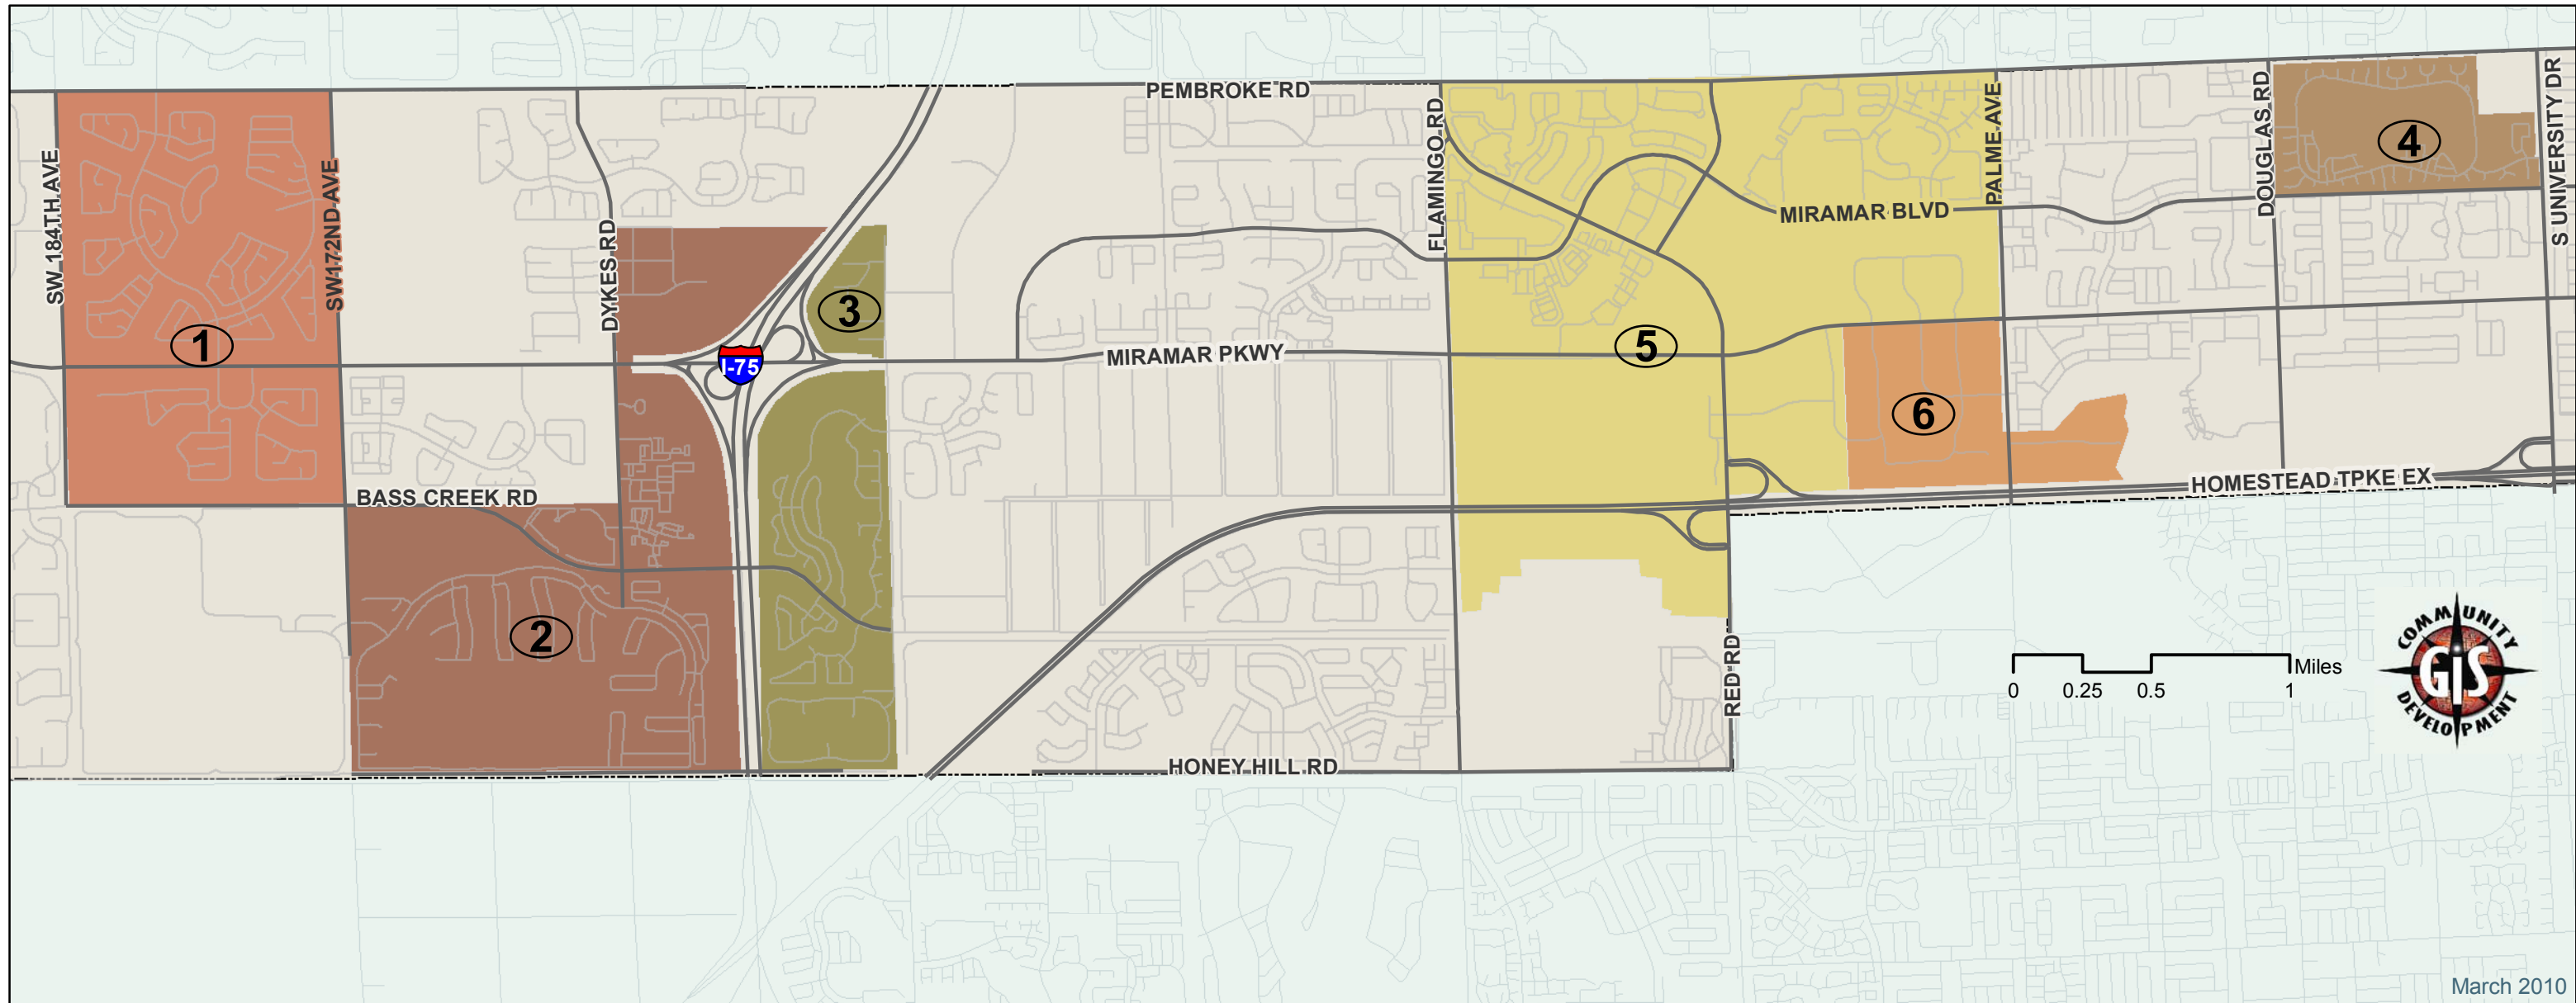 PEMBROKE RD
SW 184TH AVE
SW172ND AVE
DYKES RD
FLAMINGO RD
PALME AVE
DOUGLAS RD
S UNIVERSITY DR
4
MIRAMAR BLVD
3
1
I-75
MIRAMAR PKWY
5
6
BASS CREEK RD
HOMESTEAD TPKE EX
2
RED RD
HONEY HILL RD
Miles
0 0.25 0.5 1
COMMUNITY
GIS
DEVELOPMENT
March 2010